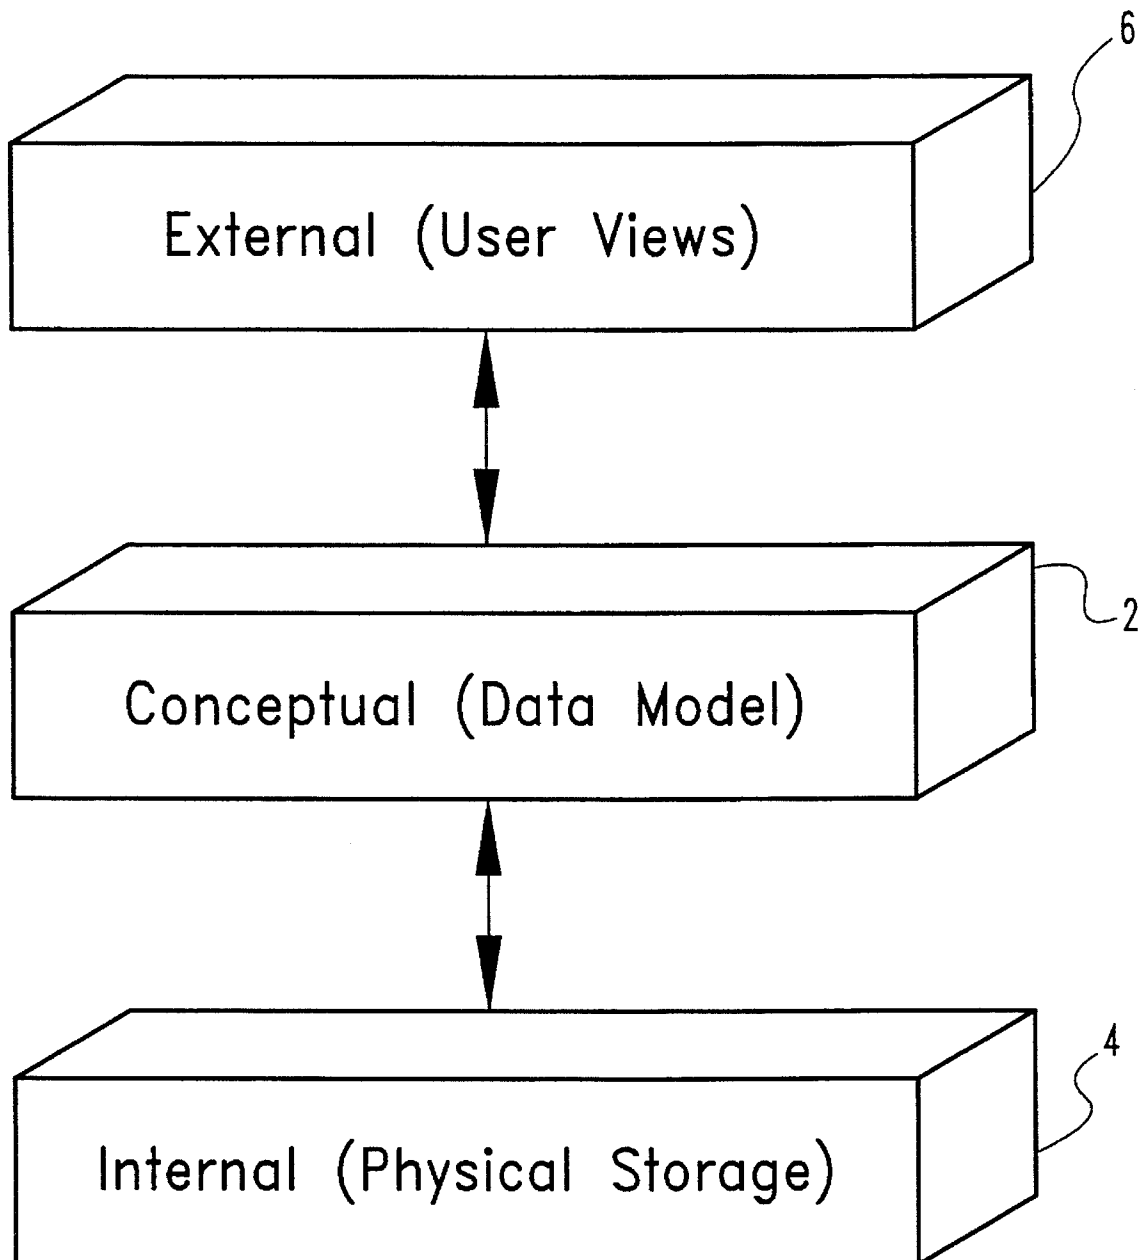 6
External (User Views)
2
Conceptual (Data Model)
4
Internal (Physical Storage)